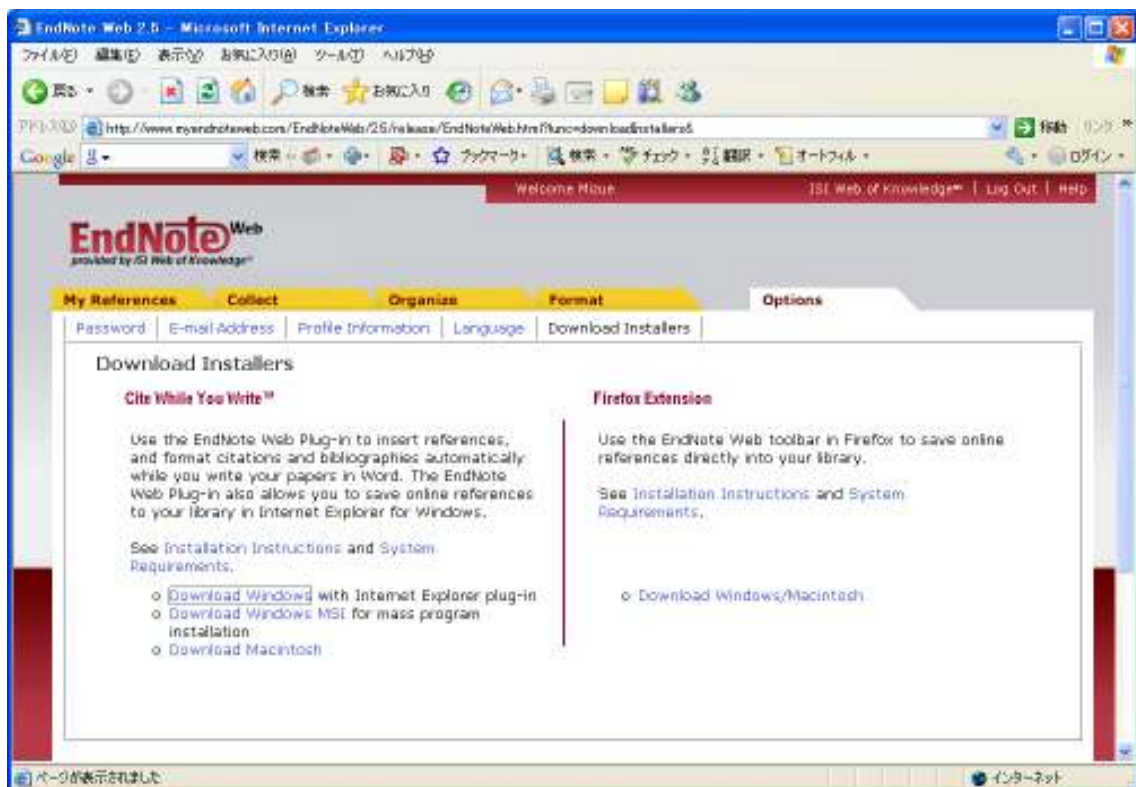 EndNote Web 2.5 - Microsoft Internet Explorer
ファイル(F) 編集(E) 表示(V) お気に入り(A) ツール(T) ヘルプ(H)
戻る 検索 お気に入り
アドレス(D) http://www.myendnoteweb.com/EndNoteWeb/2.5/release/EndNoteWeb.html?func=downloadInstallers& 移動 リンク
Google 検索 ブックマーク 検索 チェック 翻訳 オートフィル ログイン
Welcome Mizue ISI Web of Knowledge℠ | Log Out | Help
EndNote Web
provided by ISI Web of Knowledge
My References Collect Organize Format Options
Password E-mail Address Profile Information Language Download Installers
Download Installers
Cite While You Write™ Firefox Extension
Use the EndNote Web Plug-in to insert references,
and format citations and bibliographies automatically
while you write your papers in Word. The EndNote
Web Plug-in also allows you to save online references
to your library in Internet Explorer for Windows.
See Installation Instructions and System
Requirements.
Download Windows with Internet Explorer plug-in
Download Windows MSI for mass program
installation
Download Macintosh
Use the EndNote Web toolbar in Firefox to save online
references directly into your library.
See Installation Instructions and System
Requirements.
Download Windows/Macintosh
ページが表示されました インターネット